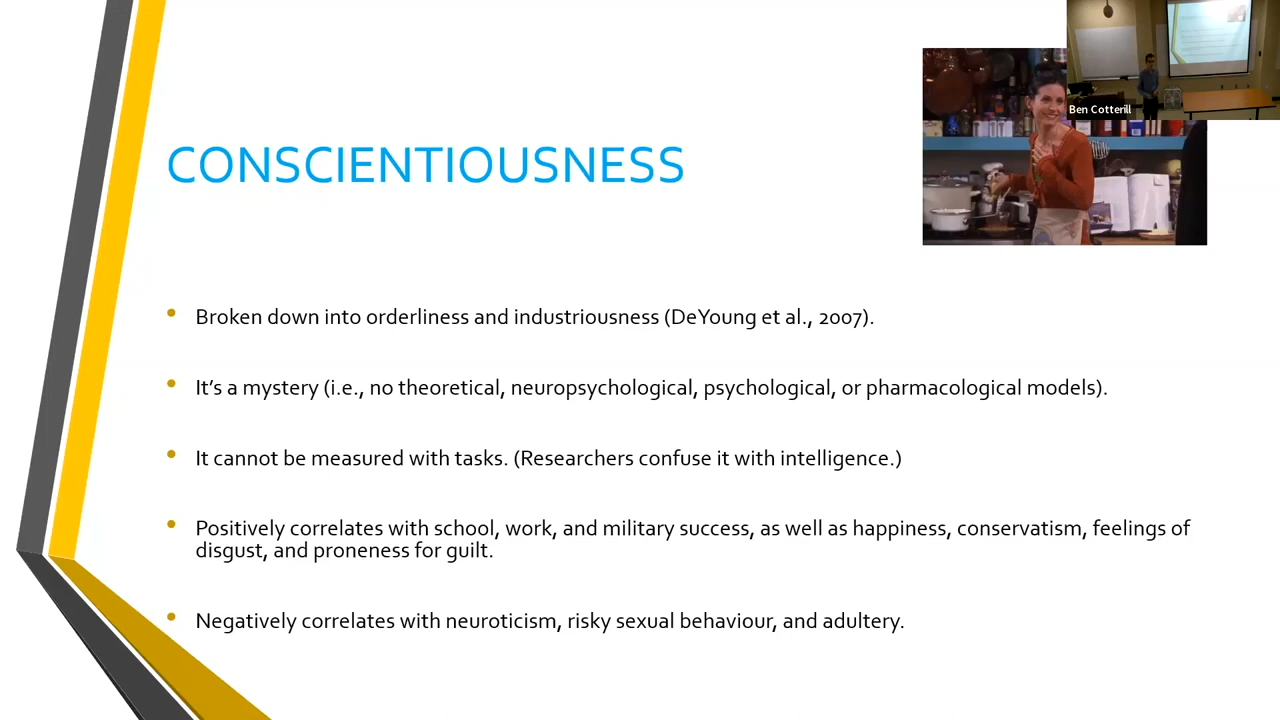 Ben Cotterill
CONSCIENTIOUSNESS
Broken down into orderliness and industriousness (DeYoung et al., 2007).
It's a mystery (i.e., no theoretical, neuropsychological, psychological, or pharmacological models).
It cannot be measured with tasks. (Researchers confuse it with intelligence.)
Positively correlates with school, work, and military success, as well as happiness, conservatism, feelings of
disgust, and proneness for guilt.
Negatively correlates with neuroticism, risky sexual behaviour, and adultery.